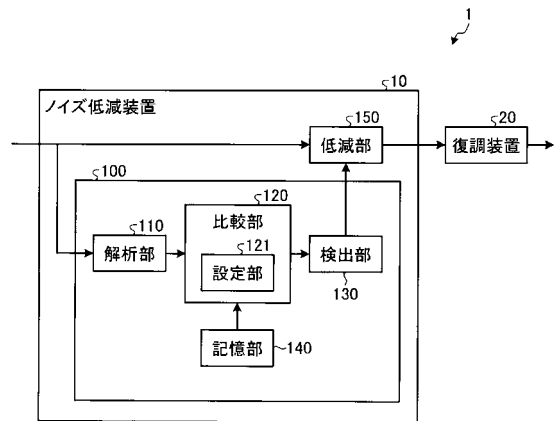 1
10
ノイズ低減装置
150
低減部
20
復調装置
100
120
比較部
110
解析部
121
設定部
検出部
130
記憶部
140